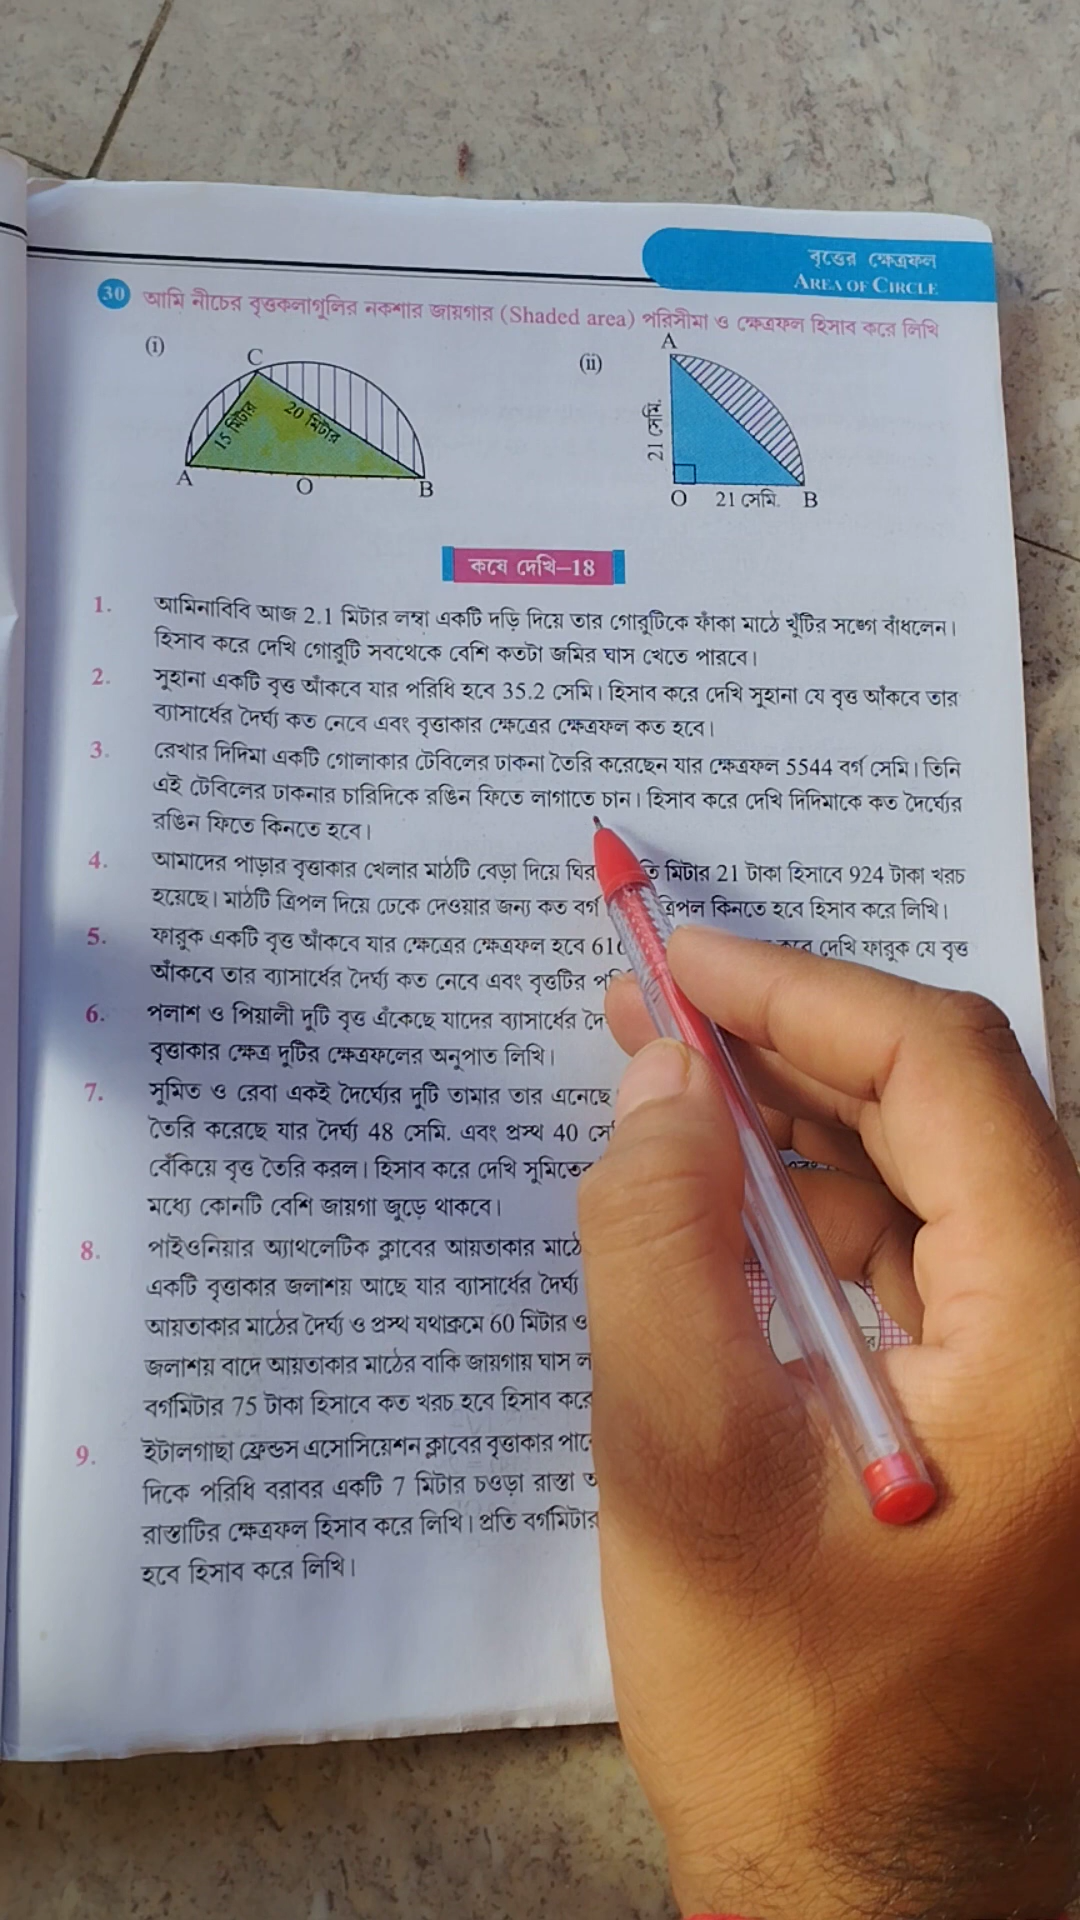 বৃত্তের ক্ষেত্রফল
AREA OF CIRCLE
30 আমি নীচের বৃত্তকলাগুলির নকশার জায়গার (Shaded area) পরিসীমা ও ক্ষেত্রফল হিসাব করে লিখি
(i)
C
15 মিটার
20 মিটার
A
O
B
(ii)
A
21 সেমি.
O 21 সেমি. B
কষে দেখি–18
1. আমিনাবিবি আজ 2.1 মিটার লম্বা একটি দড়ি দিয়ে তার গোরুটিকে ফাঁকা মাঠে খুঁটির সঙ্গে বাঁধলেন।
হিসাব করে দেখি গোরুটি সবথেকে বেশি কতটা জমির ঘাস খেতে পারবে।
2. সুহানা একটি বৃত্ত আঁকবে যার পরিধি হবে 35.2 সেমি। হিসাব করে দেখি সুহানা যে বৃত্ত আঁকবে তার
ব্যাসার্ধের দৈর্ঘ্য কত নেবে এবং বৃত্তাকার ক্ষেত্রের ক্ষেত্রফল কত হবে।
3. রেখার দিদিমা একটি গোলাকার টেবিলের ঢাকনা তৈরি করেছেন যার ক্ষেত্রফল 5544 বর্গ সেমি। তিনি
এই টেবিলের ঢাকনার চারিদিকে রঙিন ফিতে লাগাতে চান। হিসাব করে দেখি দিদিমাকে কত দৈর্ঘ্যের
রঙিন ফিতে কিনতে হবে।
4. আমাদের পাড়ার বৃত্তাকার খেলার মাঠটি বেড়া দিয়ে মিটার 21 টাকা হিসাবে 924 টাকা খরচ
হয়েছে। মাঠটি ত্রিপল দিয়ে ঢেকে দেওয়ার জন্য কত বর্গ ত্রিপল কিনতে হবে হিসাব করে লিখি।
5. ফারুক একটি বৃত্ত আঁকবে যার ক্ষেত্রের ক্ষেত্রফল হবে 616 করে দেখি ফারুক যে বৃত্ত
আঁকবে তার ব্যাসার্ধের দৈর্ঘ্য কত নেবে এবং বৃত্তটির
6. পলাশ ও পিয়ালী দুটি বৃত্ত এঁকেছে যাদের ব্যাসার্ধের
বৃত্তাকার ক্ষেত্র দুটির ক্ষেত্রফলের অনুপাত লিখি।
7. সুমিত ও রেবা একই দৈর্ঘ্যের দুটি তামার তার এনেছে
তৈরি করেছে যার দৈর্ঘ্য 48 সেমি. এবং প্রস্থ 40
বেঁকিয়ে বৃত্ত তৈরি করল। হিসাব করে দেখি সুমিতের
মধ্যে কোনটি বেশি জায়গা জুড়ে থাকবে।
8. পাইওনিয়ার অ্যাথলেটিক ক্লাবের আয়তাকার মাঠে
একটি বৃত্তাকার জলাশয় আছে যার ব্যাসার্ধের দৈর্ঘ্য
আয়তাকার মাঠের দৈর্ঘ্য ও প্রস্থ যথাক্রমে 60 মিটার ও
জলাশয় বাদে আয়তাকার মাঠের বাকি জায়গায় ঘাস
বর্গমিটার 75 টাকা হিসাবে কত খরচ হবে হিসাব করে
9. ইটালগাছা ফ্রেন্ডস এসোসিয়েশন ক্লাবের বৃত্তাকার
দিকে পরিধি বরাবর একটি 7 মিটার চওড়া রাস্তা
রাস্তাটির ক্ষেত্রফল হিসাব করে লিখি। প্রতি বর্গমিটার
হবে হিসাব করে লিখি।